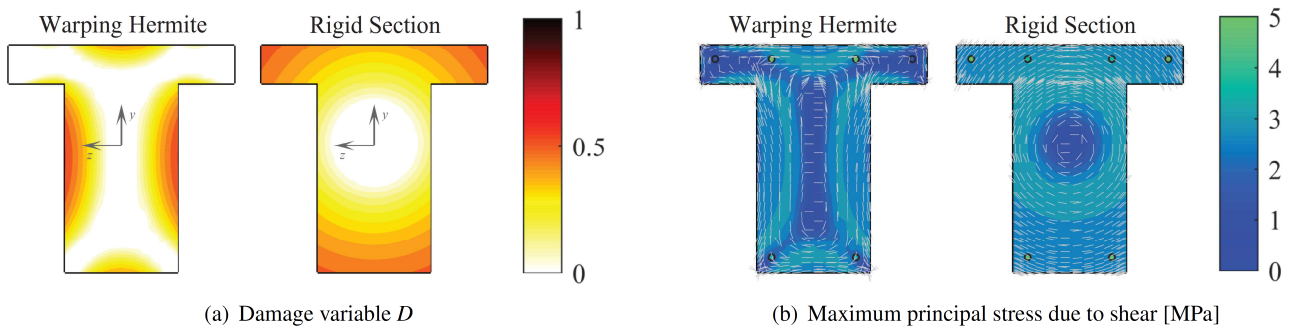 Warping Hermite
Rigid Section
1
0.5
0
y
z
y
z
(a) Damage variable D
Warping Hermite
Rigid Section
5
4
3
2
1
0
(b) Maximum principal stress due to shear [MPa]